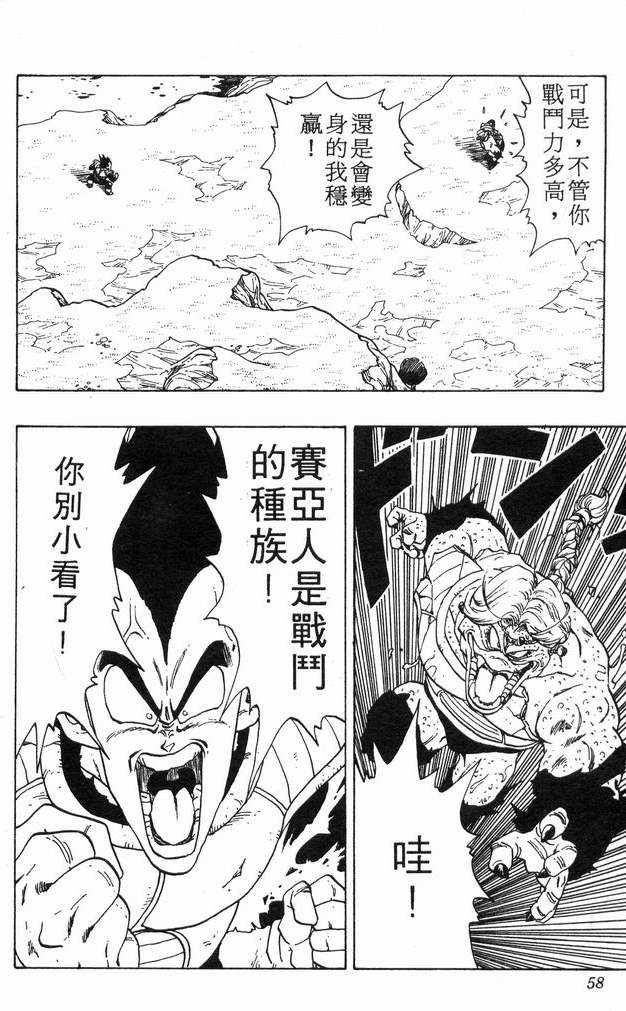 可是，不管你
戰鬥力多高，
還是會變
身的我穩
贏！
哇！
賽亞人是戰鬥
的種族！
你別小看了！
58